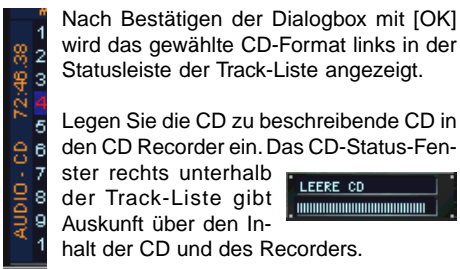 Nach Bestätigen der Dialogbox mit [OK]
wird das gewählte CD-Format links in der
Statusleiste der Track-Liste angezeigt.
Legen Sie die CD zu beschreibende CD in
den CD Recorder ein. Das CD-Status-Fen-
ster rechts unterhalb
der Track-Liste gibt
Auskunft über den In-
halt der CD und des Recorders.
LEERE CD
AUDIO - CD 72:46.38
1
2
3
4
5
6
7
8
9
1